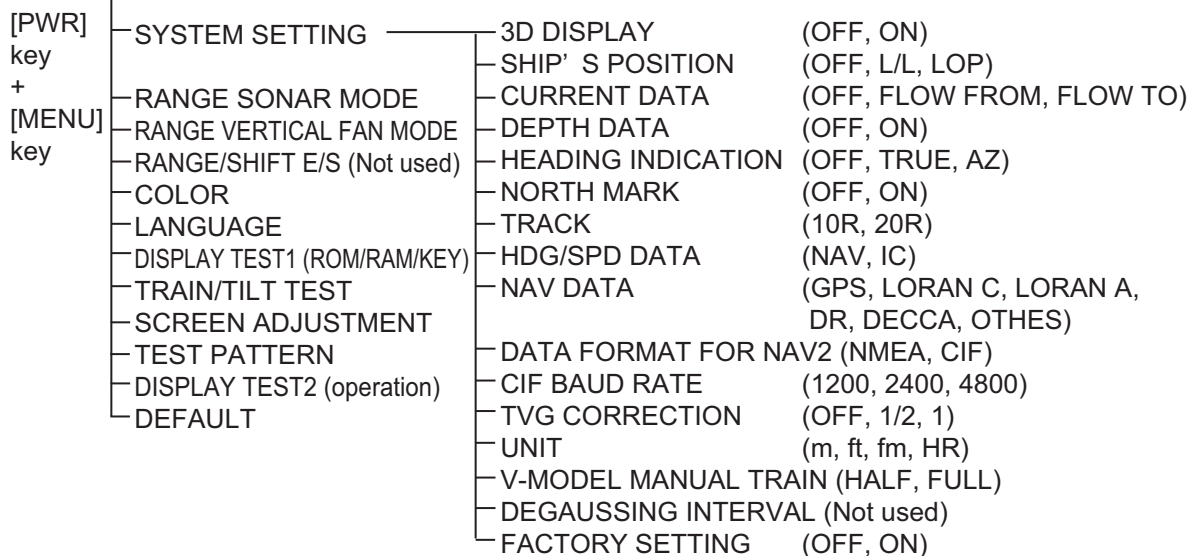 [PWR]
key
+
[MENU]
key
SYSTEM SETTING
RANGE SONAR MODE
RANGE VERTICAL FAN MODE
RANGE/SHIFT E/S (Not used)
COLOR
LANGUAGE
DISPLAY TEST1 (ROM/RAM/KEY)
TRAIN/TILT TEST
SCREEN ADJUSTMENT
TEST PATTERN
DISPLAY TEST2 (operation)
DEFAULT
3D DISPLAY (OFF, ON)
SHIP' S POSITION (OFF, L/L, LOP)
CURRENT DATA (OFF, FLOW FROM, FLOW TO)
DEPTH DATA (OFF, ON)
HEADING INDICATION (OFF, TRUE, AZ)
NORTH MARK (OFF, ON)
TRACK (10R, 20R)
HDG/SPD DATA (NAV, IC)
NAV DATA (GPS, LORAN C, LORAN A,
DR, DECCA, OTHES)
DATA FORMAT FOR NAV2 (NMEA, CIF)
CIF BAUD RATE (1200, 2400, 4800)
TVG CORRECTION (OFF, 1/2, 1)
UNIT (m, ft, fm, HR)
V-MODEL MANUAL TRAIN (HALF, FULL)
DEGAUSSING INTERVAL (Not used)
FACTORY SETTING (OFF, ON)